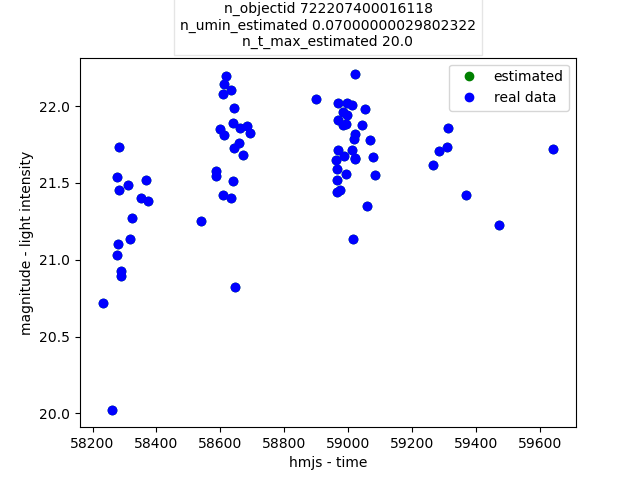 n_objectid 722207400016118
n_umin_estimated 0.07000000029802322
n_t_max_estimated 20.0
estimated
real data
22.0
21.5
21.0
20.5
20.0
magnitude - light intensity
58200 58400 58600 58800 59000 59200 59400 59600
hmjs - time